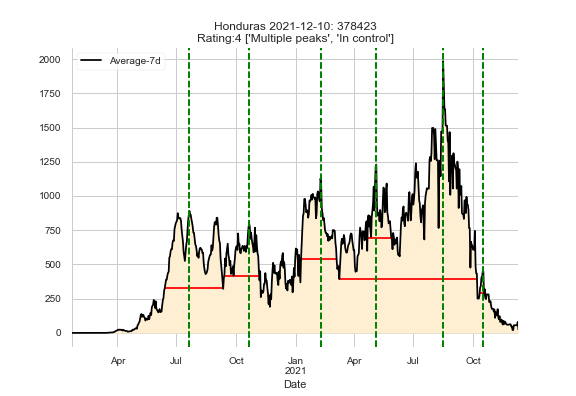 Honduras 2021-12-10: 378423
Rating:4 ['Multiple peaks', 'In control']
Average-7d
2000
1750
1500
1250
1000
750
500
250
0
Apr Jul Oct Jan Apr Jul Oct
2021
Date